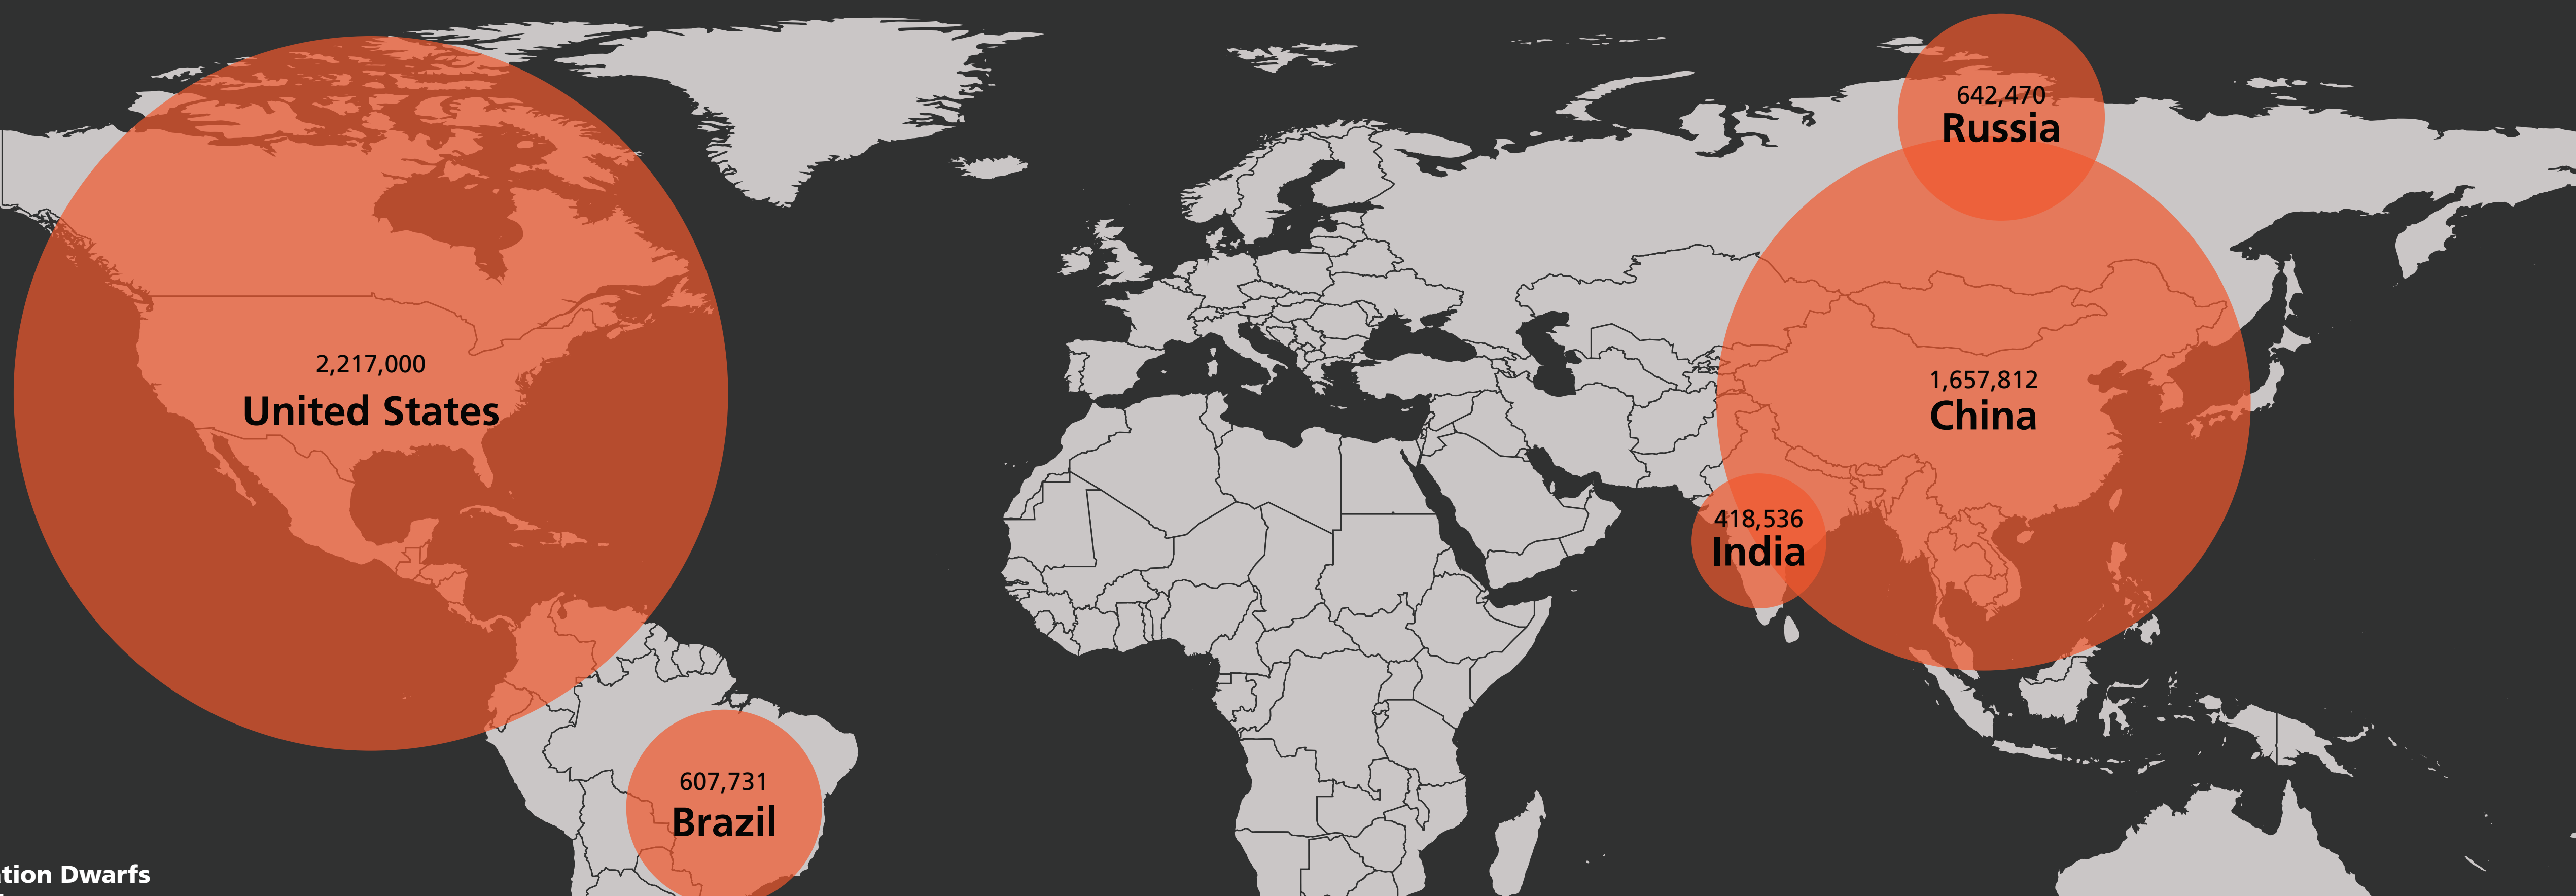 642,470
Russia
2,217,000
United States
1,657,812
China
418,536
India
607,731
Brazil
tion Dwarfs